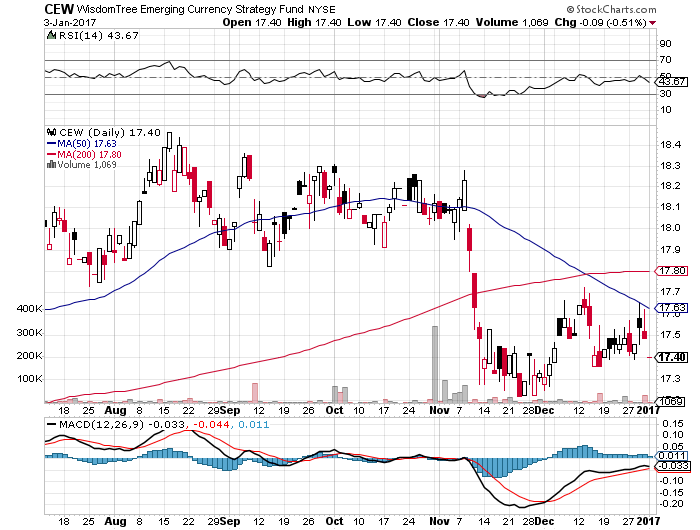 CEW WisdomTree Emerging Currency Strategy Fund NYSE
© StockCharts.com
3-Jan-2017
Open 17.40 High 17.40 Low 17.40 Close 17.40 Volume 1,069 Chg -0.09 (-0.51%)
RSI(14) 43.67
90
70
50
43.67
30
10
CEW (Daily) 17.40
MA(50) 17.63
MA(200) 17.80
Volume 1,069
18.4
18.3
18.2
18.1
18.0
17.9
17.80
17.7
17.63
17.6
17.5
17.40
17.3
1069
400K
300K
200K
100K
18 25 Aug 8 15 22 Sep 12 19 26 Oct 10 17 24 Nov 7 14 21 28 Dec 12 19 27 2017
MACD(12,26,9) -0.033, -0.044, 0.011
0.15
0.10
0.05
0.011
-0.033
-0.10
-0.15
-0.20
18 25 Aug 8 15 22 Sep 12 19 26 Oct 10 17 24 Nov 7 14 21 28 Dec 12 19 27 2017